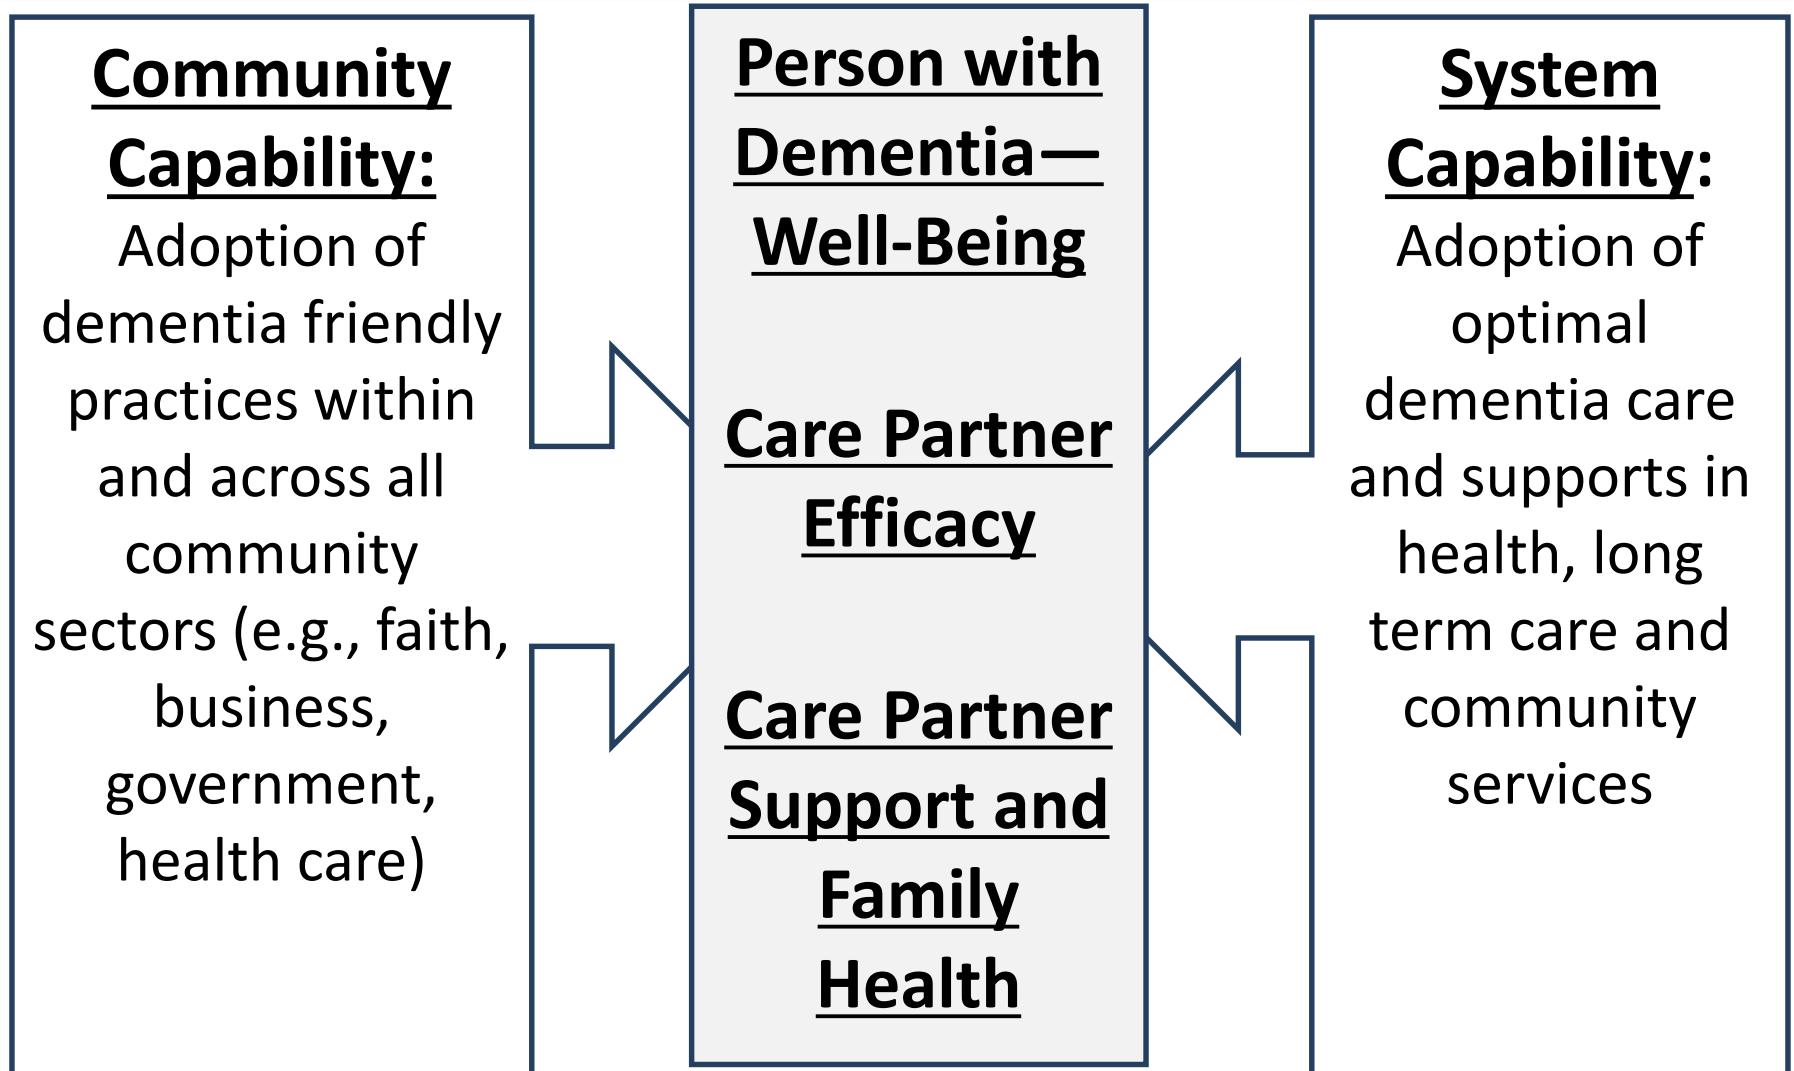 Community
Capability:
Adoption of
dementia friendly
practices within
and across all
community
sectors (e.g., faith,
business,
government,
health care)
Person with
Dementia—
Well-Being
Care Partner
Efficacy
Care Partner
Support and
Family
Health
System
Capability:
Adoption of
optimal
dementia care
and supports in
health, long
term care and
community
services